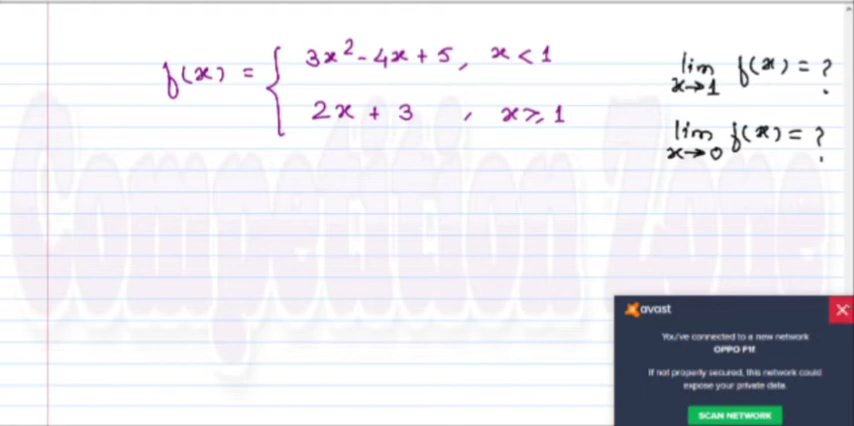 f(x) = { 3x² - 4x + 5, x < 1
2x + 3 , x ≥ 1
lim x→1 f(x) = ?
lim x→0 f(x) = ?
Competition Zone
avast
You've connected to a new network
OPPO F1f
If not properly secured, this network could
expose your private data.
SCAN NETWORK